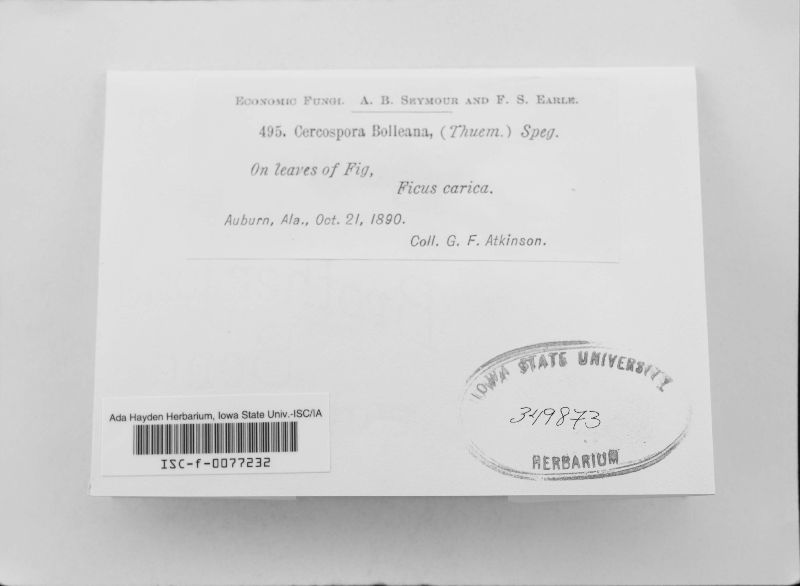 Economic Fungi. A. B. Seymour and F. S. Earle.
495. Cercospora Bolleana, (Thuem.) Speg.
On leaves of Fig,
Ficus carica.
Auburn, Ala., Oct. 21, 1890.
Coll. G. F. Atkinson.
IOWA STATE UNIVERSITY
349873
HERBARIUM
Ada Hayden Herbarium, Iowa State Univ.-ISC/IA
ISC-f-0077232